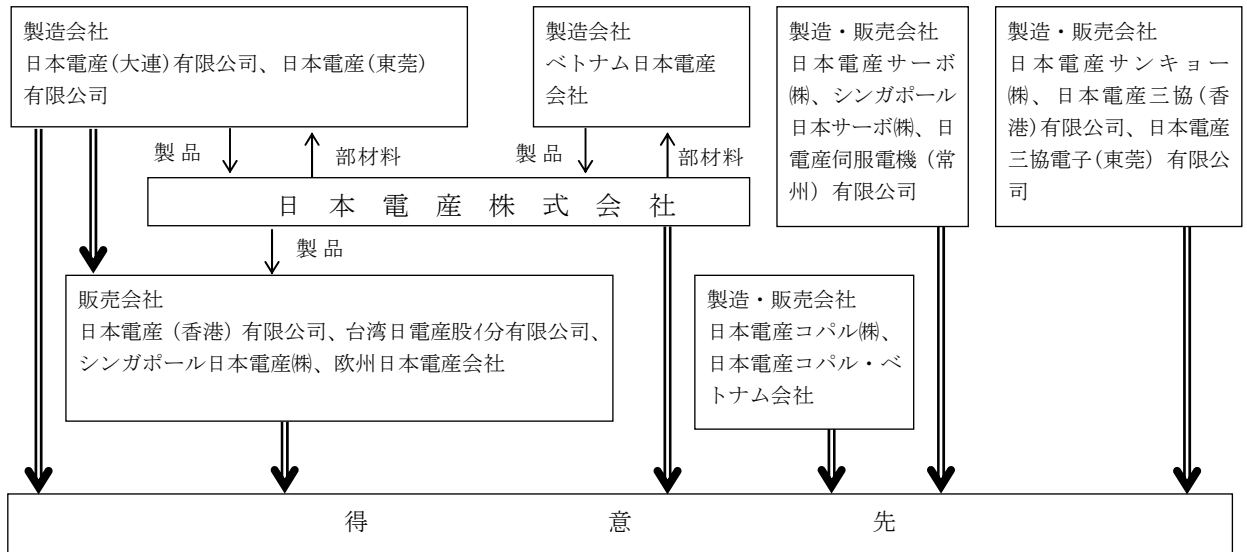 製造会社
日本電産(大連)有限公司、日本電産(東莞)
有限公司
製造会社
ベトナム日本電産
会社
製造・販売会社
日本電産サーボ
㈱、シンガポール
日本サーボ㈱、日
電産伺服電機（常
州）有限公司
製造・販売会社
日本電産サンキョー
㈱、日本電産三協(香
港)有限公司、日本電産
三協電子(東莞）有限公
司
製 品
部材料
製 品
部材料
日本電産株式会社
製 品
販売会社
日本電産（香港）有限公司、台湾日電産股イ分有限公司、
シンガポール日本電産㈱、欧州日本電産会社
製造・販売会社
日本電産コパル㈱、
日本電産コパル・ベ
トナム会社
得意先